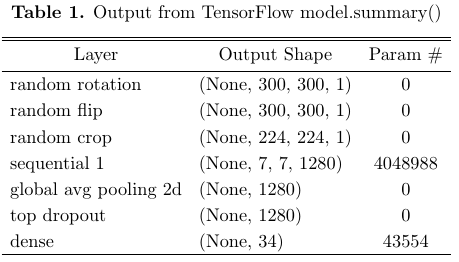 Table 1. Output from TensorFlow model.summary()
Layer Output Shape Param #
random rotation (None, 300, 300, 1) 0
random flip (None, 300, 300, 1) 0
random crop (None, 224, 224, 1) 0
sequential 1 (None, 7, 7, 1280) 4048988
global avg pooling 2d (None, 1280) 0
top dropout (None, 1280) 0
dense (None, 34) 43554